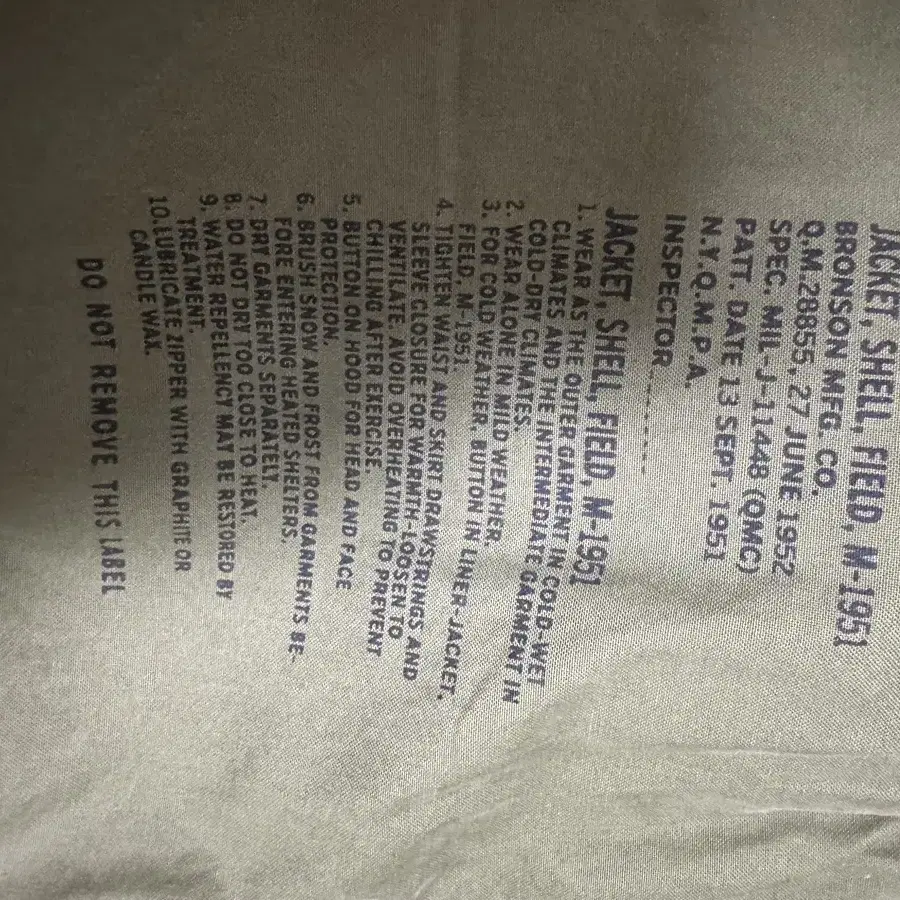 JACKET, SHELL, FIELD, M-1951
BRONSON MFG. CO.
Q.M.28855, 27 JUNE 1952
SPEC. MIL-J-11448 (QMC)
PATT. DATE 13 SEPT. 1951
N.Y.Q.M.P.A.
INSPECTOR
JACKET, SHELL, FIELD, M-1951
1. WEAR AS THE OUTER GARMENT IN COLD-WET
CLIMATES AND THE INTERMEDIATE GARMENT IN
COLD-DRY CLIMATES.
2. WEAR ALONE IN MILD WEATHER.
3. FOR COLD WEATHER, BUTTON IN LINER-JACKET,
FIELD, M-1951.
4. TIGHTEN WAIST AND SKIRT DRAWSTRINGS AND
SLEEVE CLOSURE FOR WARMTH-LOOSEN TO
VENTILATE. AVOID OVERHEATING TO PREVENT
CHILLING AFTER EXERCISE.
5. BUTTON ON HOOD FOR HEAD AND FACE
PROTECTION.
6. BRUSH SNOW AND FROST FROM GARMENTS BE-
FORE ENTERING HEATED SHELTERS.
7. DRY GARMENTS SEPARATELY.
8. DO NOT DRY TOO CLOSE TO HEAT.
9. WATER REPELLENCY MAY BE RESTORED BY
TREATMENT.
10. LUBRICATE ZIPPER WITH GRAPHITE OR
CANDLE WAX.
DO NOT REMOVE THIS LABEL